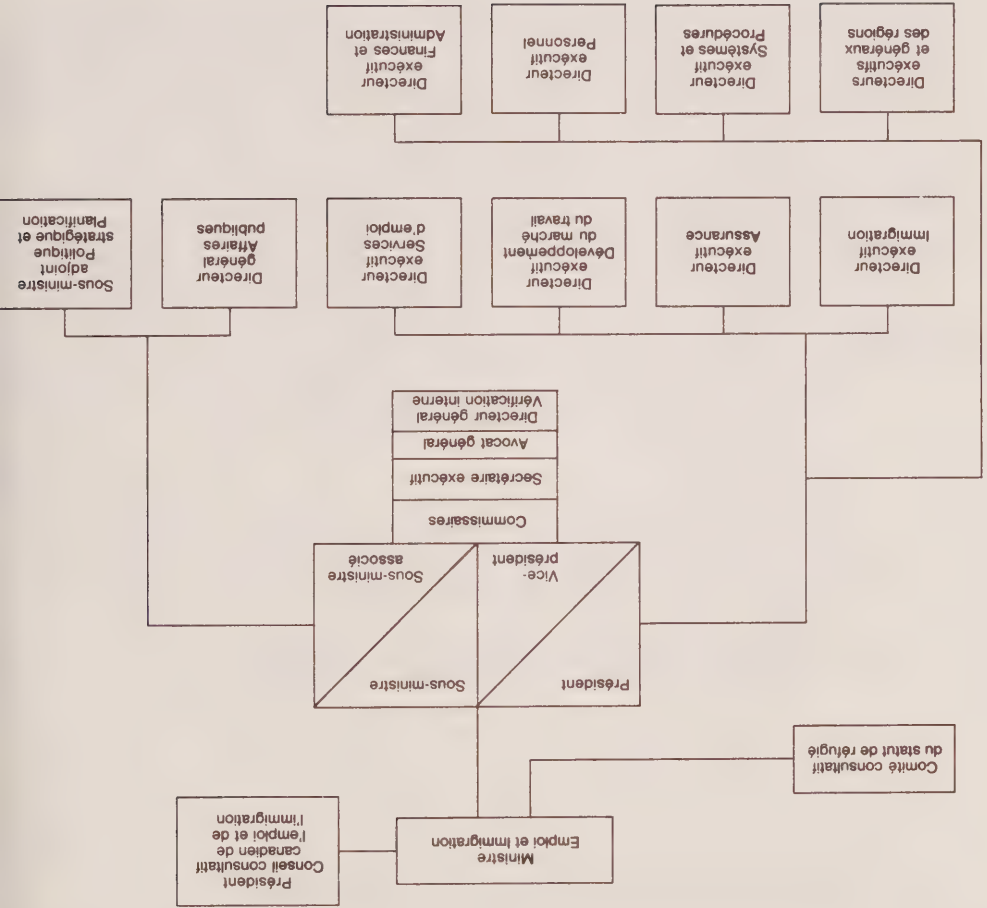 Ministre
Emploi et Immigration
Président
Conseil consultatif
canadien de
l'emploi et de
l'immigration
Comité consultatif
du statut de réfugié
Président
Vice-
président
Sous-ministre
Sous-ministre
associé
Commissaires
Secrétaire exécutif
Avocat général
Directeur général
Vérification interne
Directeur
exécutif
Immigration
Directeur
exécutif
Assurance
Directeur
exécutif
Développement
du marché
du travail
Directeur
exécutif
Services
d'emploi
Directeur
général
Affaires
publiques
Sous-ministre
adjoint
Politique
stratégique et
Planification
Directeurs
exécutifs
et généraux
des régions
Directeur
exécutif
Systèmes et
Procédures
Directeur
exécutif
Personnel
Directeur
exécutif
Finances et
Administration